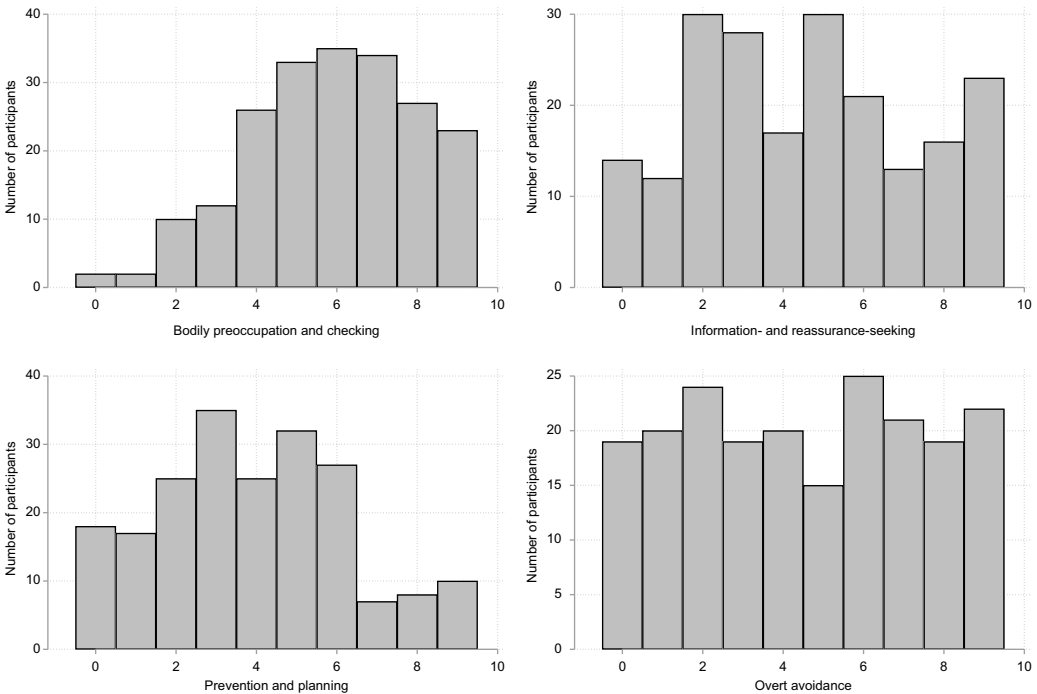 40
30
20
10
0
Number of participants
0 2 4 6 8 10
Bodily preoccupation and checking
30
20
10
0
Number of participants
0 2 4 6 8 10
Information- and reassurance-seeking
40
30
20
10
0
Number of participants
0 2 4 6 8 10
Prevention and planning
25
20
15
10
5
0
Number of participants
0 2 4 6 8 10
Overt avoidance